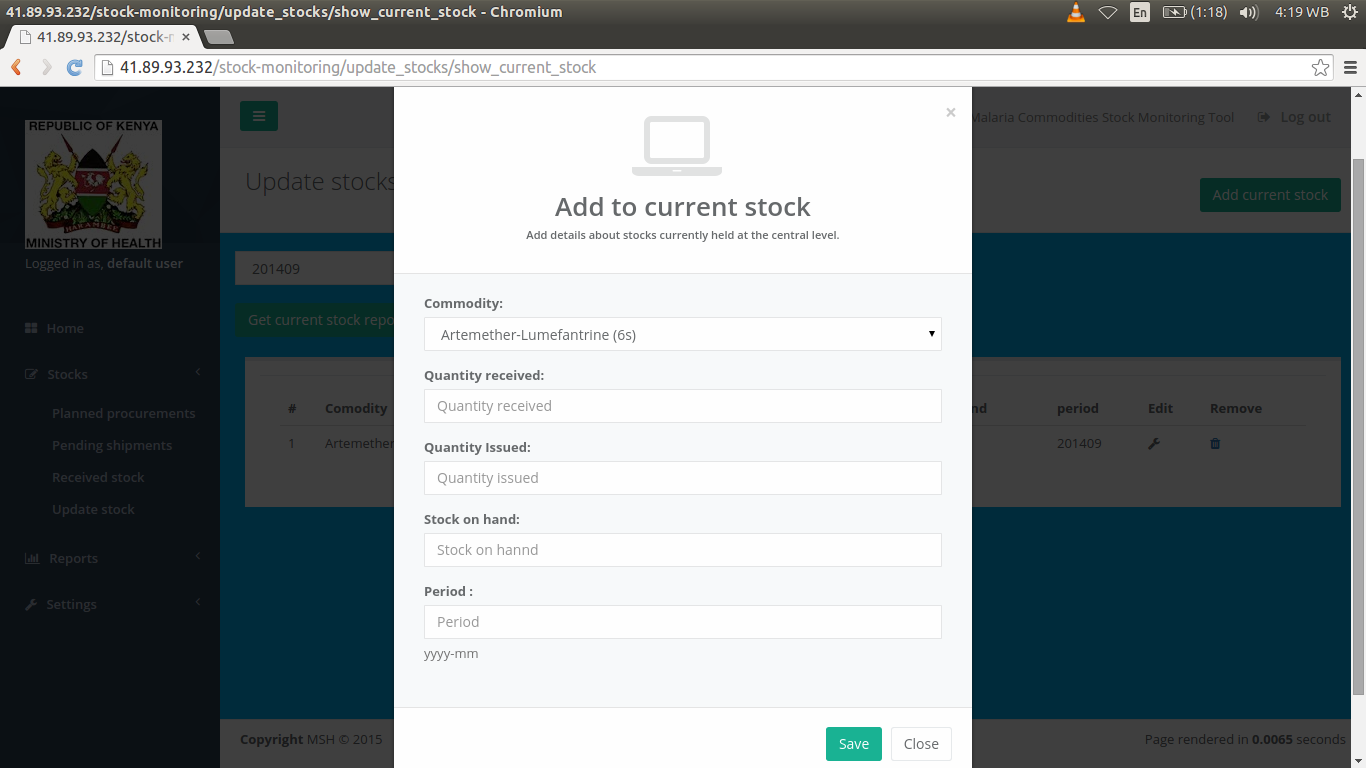 41.89.93.232/stock-monitoring/update_stocks/show_current_stock - Chromium
En
(1:18)
4:19 WB
41.89.93.232/stock-r
41.89.93.232/stock-monitoring/update_stocks/show_current_stock
REPUBLIC OF KENYA
HARAMBEE
MINISTRY OF HEALTH
Logged in as, default user
Home
Stocks
Planned procurements
Pending shipments
Received stock
Update stock
Reports
Settings
Malaria Commodities Stock Monitoring Tool
Log out
Update stocks
Add current stock
201409
Get current stock repo
# Comodity nd period Edit Remove
1 Artemether 201409
×
Add to current stock
Add details about stocks currently held at the central level.
Commodity:
Artemether-Lumefantrine (6s)
Quantity received:
Quantity received
Quantity Issued:
Quantity issued
Stock on hand:
Stock on hannd
Period :
Period
yyyy-mm
Save
Close
Copyright MSH © 2015
Page rendered in 0.0065 seconds